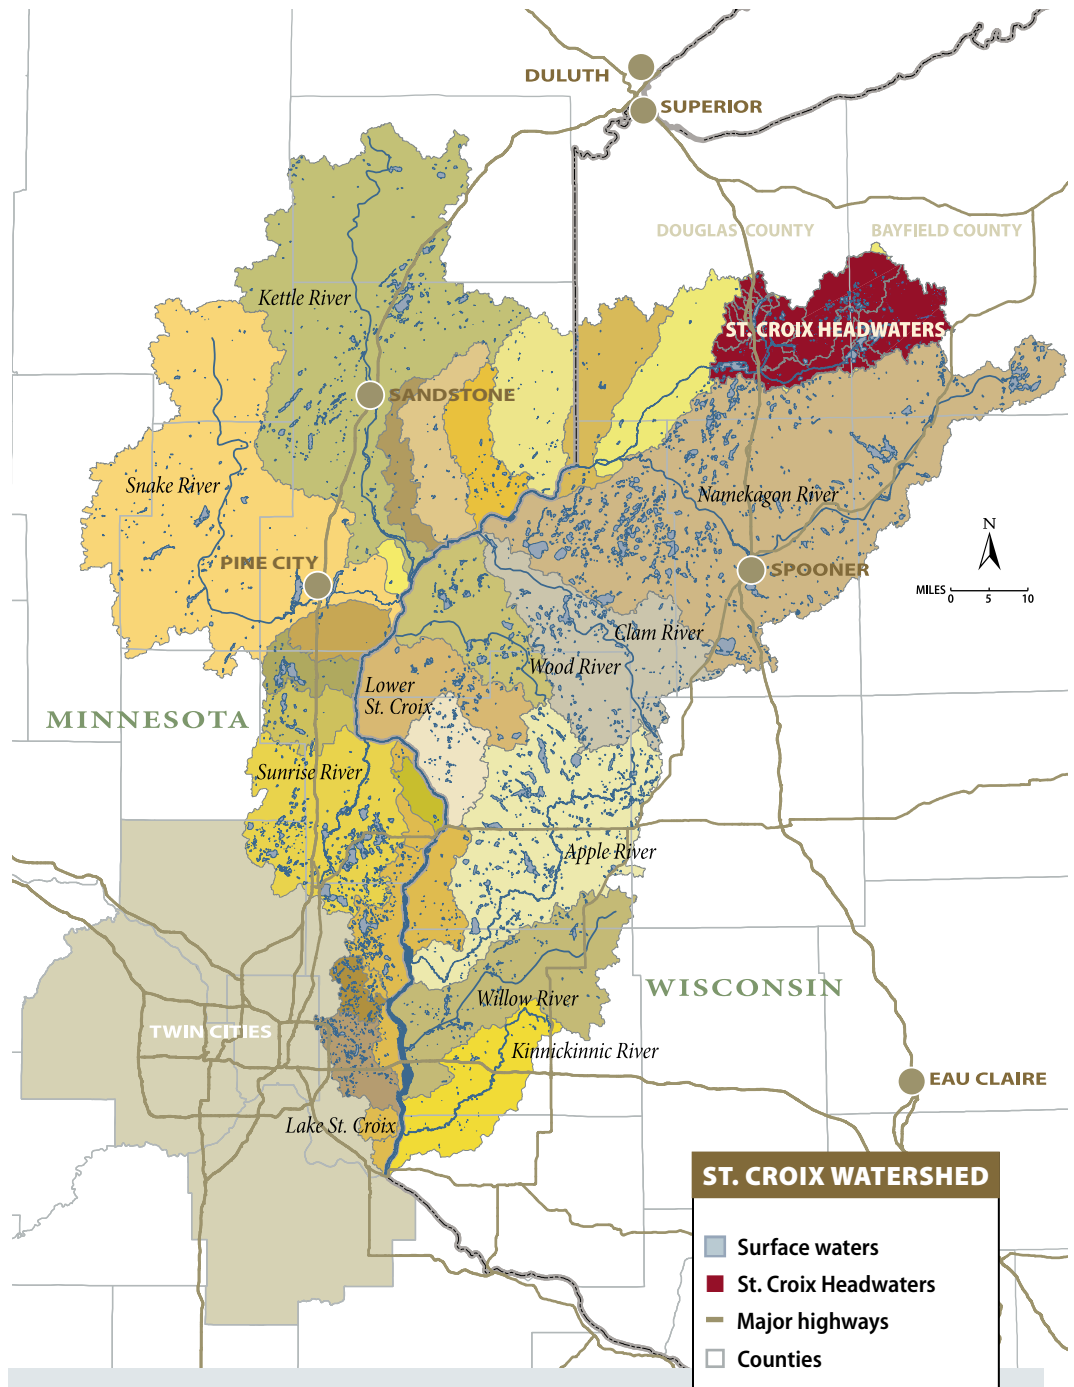 DULUTH
SUPERIOR
DOUGLAS COUNTY
BAYFIELD COUNTY
Kettle River
ST. CROIX HEADWATERS
SANDSTONE
Snake River
Namekagon River
N
PINE CITY
SPOONER
MILES 0 5 10
Clam River
Wood River
Lower
St. Croix
MINNESOTA
Sunrise River
Apple River
WISCONSIN
Willow River
TWIN CITIES
Kinnickinnic River
EAU CLAIRE
Lake St. Croix
ST. CROIX WATERSHED
Surface waters
St. Croix Headwaters
Major highways
Counties